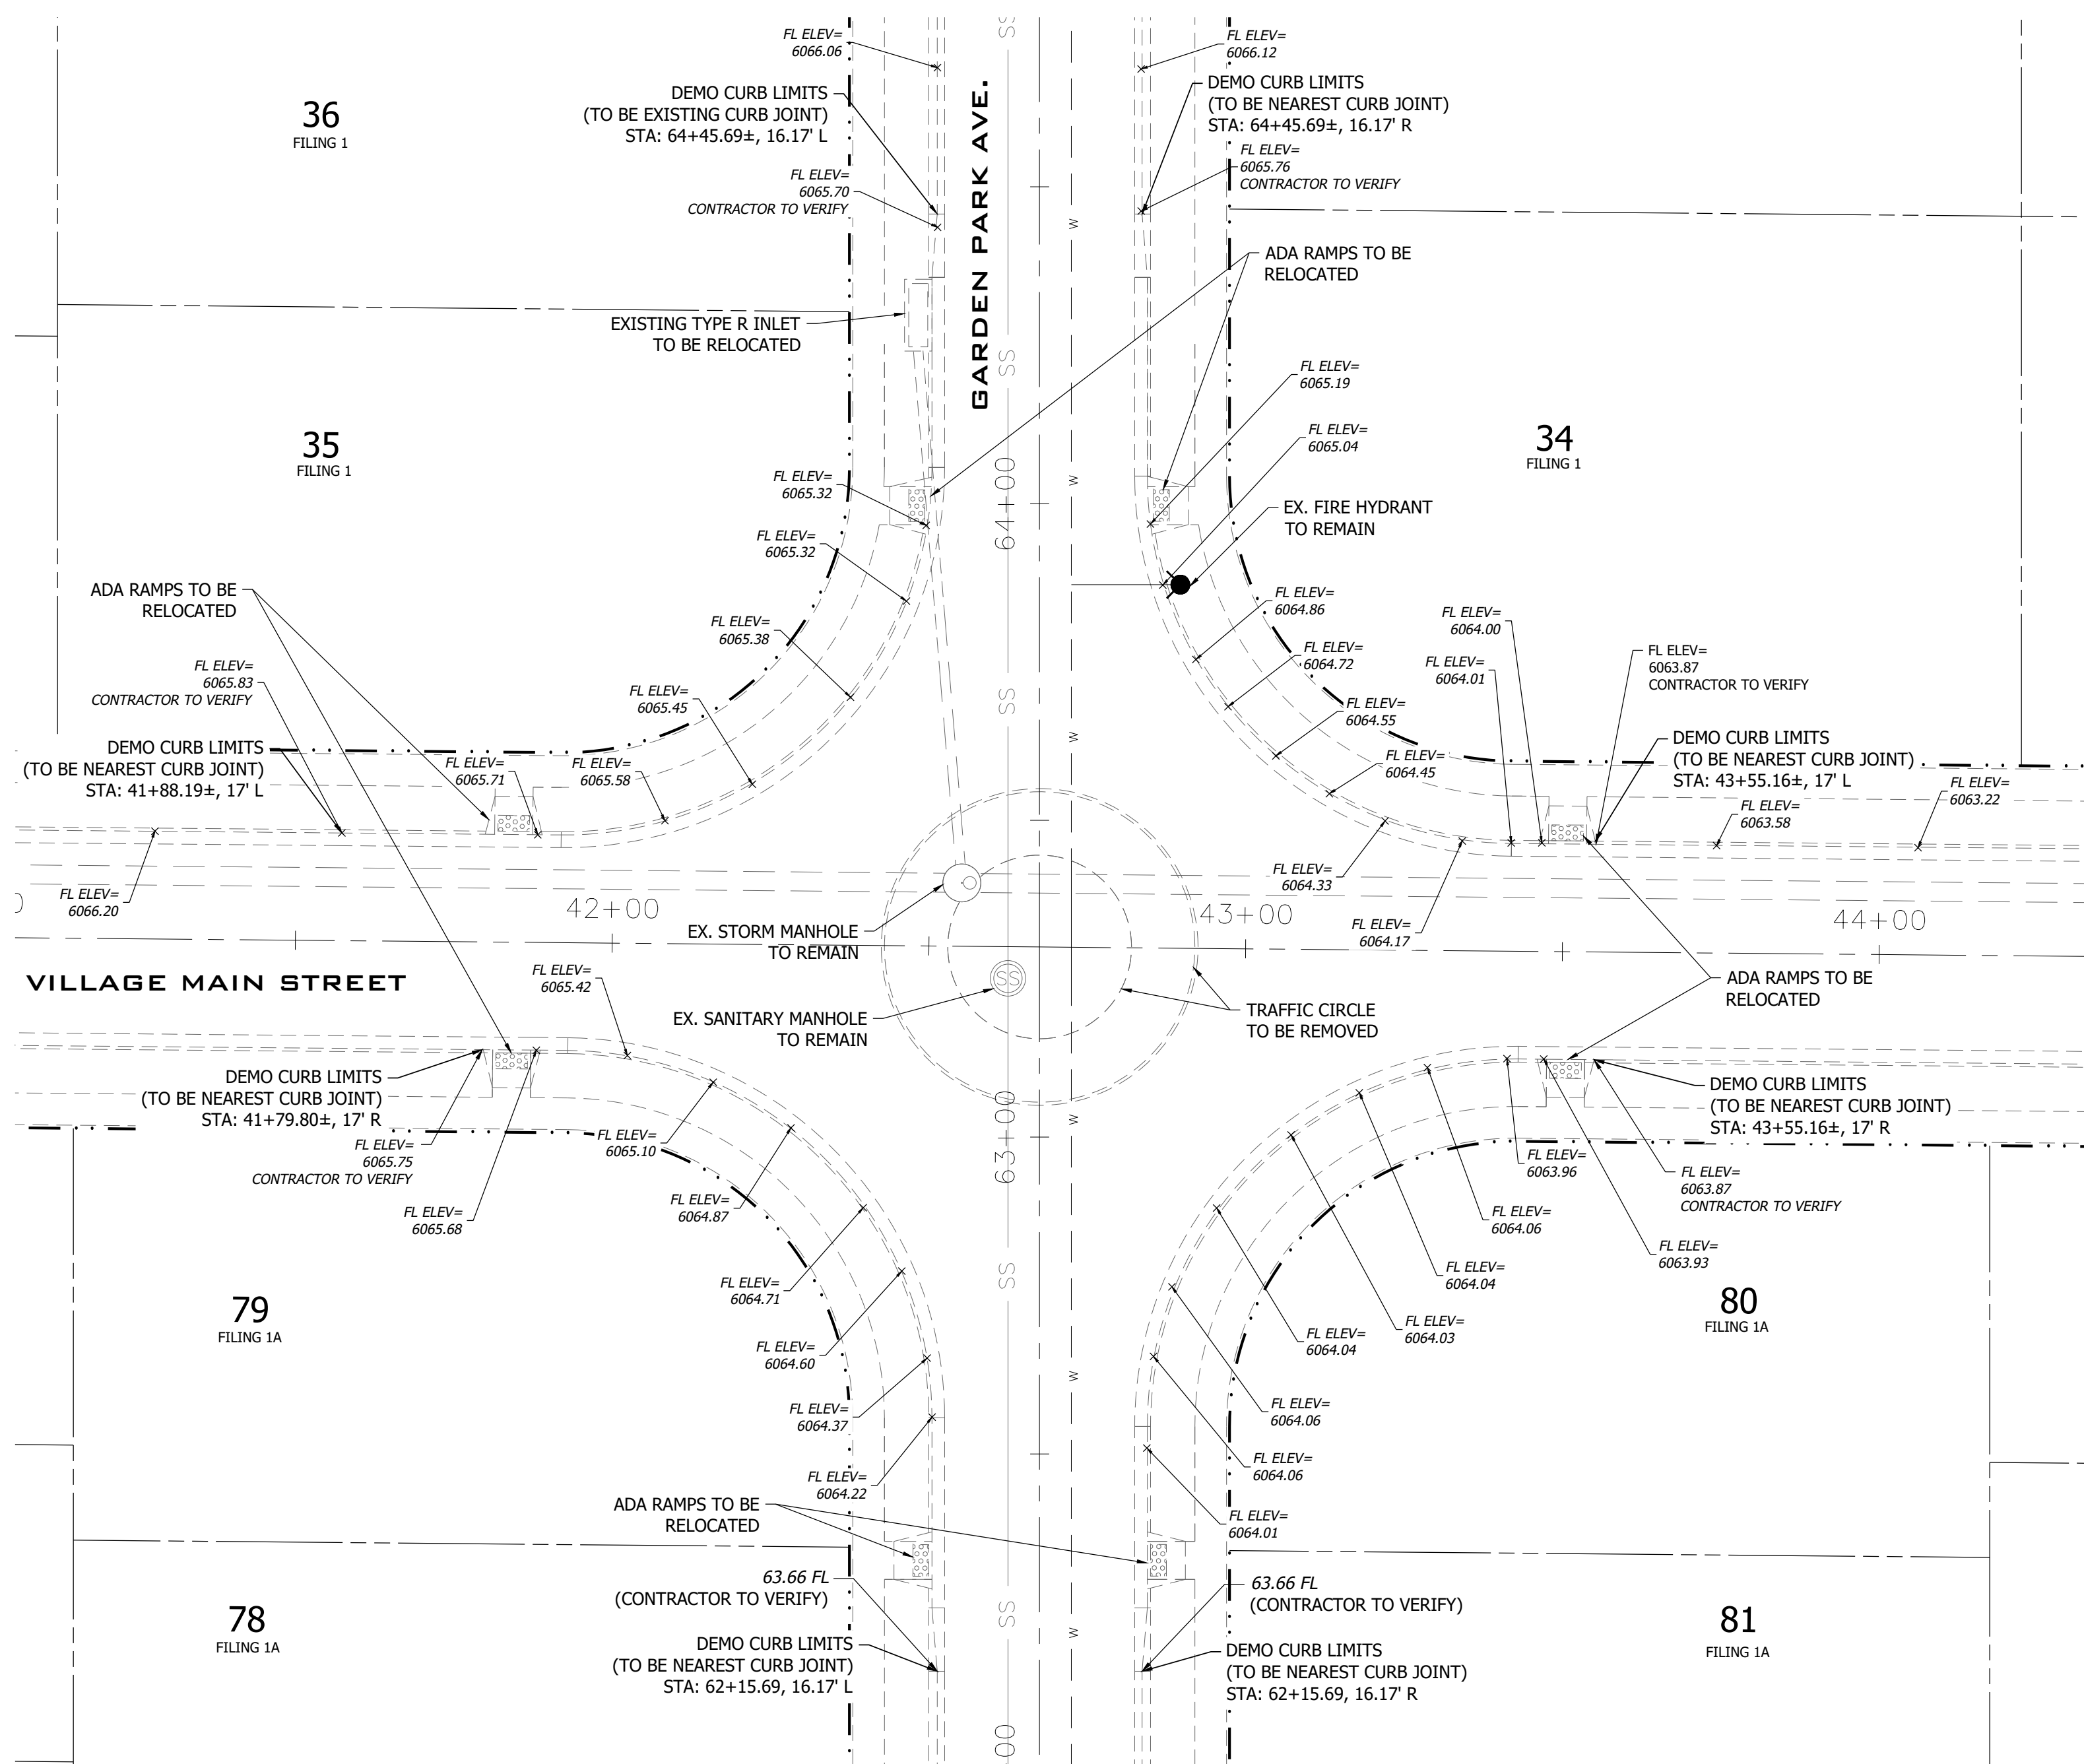 FL ELEV=
6066.06
DEMO CURB LIMITS
(TO BE EXISTING CURB JOINT)
STA: 64+45.69±, 16.17' L
FL ELEV=
6065.70
CONTRACTOR TO VERIFY
36
FILING 1
GARDEN PARK AVE.
SS
FL ELEV=
6066.12
DEMO CURB LIMITS
(TO BE NEAREST CURB JOINT)
STA: 64+45.69±, 16.17' R
FL ELEV=
6065.76
CONTRACTOR TO VERIFY
W
ADA RAMPS TO BE
RELOCATED
EXISTING TYPE R INLET
TO BE RELOCATED
SS
FL ELEV=
6065.19
FL ELEV=
6065.04
35
FILING 1
34
FILING 1
FL ELEV=
6065.32
64+00
W
EX. FIRE HYDRANT
TO REMAIN
FL ELEV=
6065.32
ADA RAMPS TO BE
RELOCATED
FL ELEV=
6065.38
FL ELEV=
6064.86
FL ELEV=
6064.00
FL ELEV=
6064.72
FL ELEV=
6064.01
FL ELEV=
6063.87
CONTRACTOR TO VERIFY
FL ELEV=
6065.83
CONTRACTOR TO VERIFY
FL ELEV=
6065.45
SS
W
FL ELEV=
6064.55
DEMO CURB LIMITS
(TO BE NEAREST CURB JOINT)
STA: 41+88.19±, 17' L
FL ELEV=
6065.71
FL ELEV=
6065.58
FL ELEV=
6064.45
DEMO CURB LIMITS
(TO BE NEAREST CURB JOINT)
STA: 43+55.16±, 17' L
FL ELEV=
6063.22
FL ELEV=
6063.58
FL ELEV=
6066.20
FL ELEV=
6064.33
42+00
43+00
44+00
FL ELEV=
6064.17
EX. STORM MANHOLE
TO REMAIN
VILLAGE MAIN STREET
FL ELEV=
6065.42
SS
ADA RAMPS TO BE
RELOCATED
EX. SANITARY MANHOLE
TO REMAIN
TRAFFIC CIRCLE
TO BE REMOVED
DEMO CURB LIMITS
(TO BE NEAREST CURB JOINT)
STA: 41+79.80±, 17' R
DEMO CURB LIMITS
(TO BE NEAREST CURB JOINT)
STA: 43+55.16±, 17' R
63+00
W
FL ELEV=
6065.75
CONTRACTOR TO VERIFY
FL ELEV=
6065.10
FL ELEV=
6063.96
FL ELEV=
6063.87
CONTRACTOR TO VERIFY
FL ELEV=
6065.68
FL ELEV=
6064.87
FL ELEV=
6064.06
FL ELEV=
6063.93
FL ELEV=
6064.71
SS
FL ELEV=
6064.04
79
FILING 1A
80
FILING 1A
FL ELEV=
6064.60
FL ELEV=
6064.04
FL ELEV=
6064.03
W
FL ELEV=
6064.37
FL ELEV=
6064.06
FL ELEV=
6064.22
FL ELEV=
6064.06
ADA RAMPS TO BE
RELOCATED
FL ELEV=
6064.01
63.66 FL
(CONTRACTOR TO VERIFY)
63.66 FL
(CONTRACTOR TO VERIFY)
SS
W
78
FILING 1A
81
FILING 1A
DEMO CURB LIMITS
(TO BE NEAREST CURB JOINT)
STA: 62+15.69, 16.17' L
DEMO CURB LIMITS
(TO BE NEAREST CURB JOINT)
STA: 62+15.69, 16.17' R
00